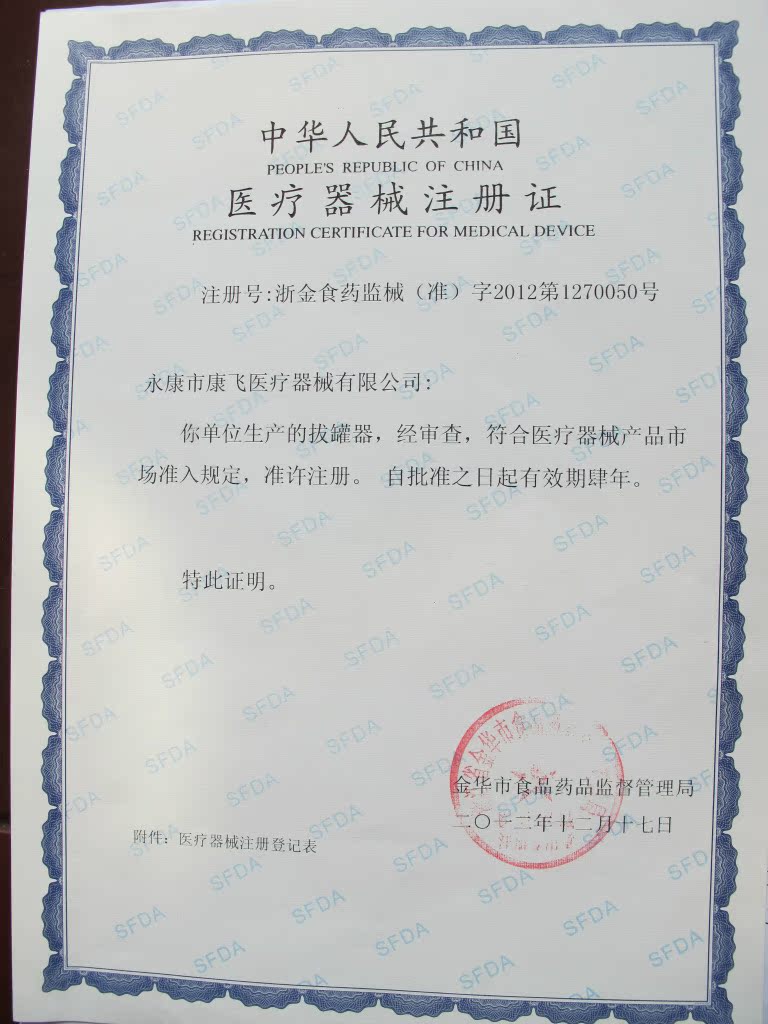 中华人民共和国
PEOPLE'S REPUBLIC OF CHINA
医疗器械注册证
REGISTRATION CERTIFICATE FOR MEDICAL DEVICE
注册号:浙金食药监械（准）字2012第1270050号
永康市康飞医疗器械有限公司:
你单位生产的拔罐器，经审查，符合医疗器械产品市
场准入规定，准许注册。 自批准之日起有效期肆年。
特此证明。
金华市食品药品监督管理局
二〇一二年十二月十七日
附件：医疗器械注册登记表
SFDA